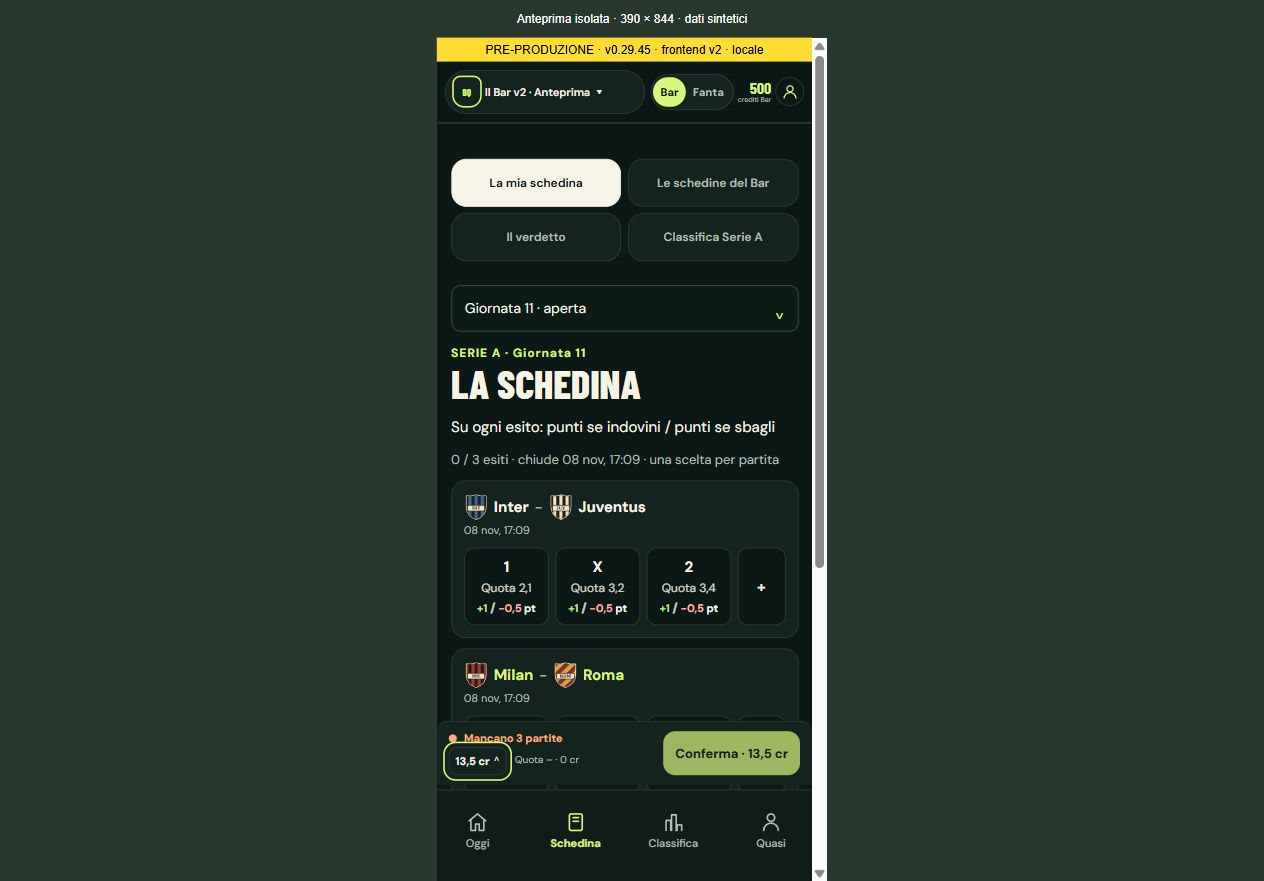 Anteprima isolata · 390 × 844 · dati sintetici
PRE-PRODUZIONE · v0.29.45 · frontend v2 · locale
BQ Il Bar v2 · Anteprima ▾ Bar Fanta 500
crediti Bar
La mia schedina Le schedine del Bar
Il verdetto Classifica Serie A
Giornata 11 · aperta v
SERIE A · Giornata 11
LA SCHEDINA
Su ogni esito: punti se indovini / punti se sbagli
0 / 3 esiti · chiude 08 nov, 17:09 · una scelta per partita
Inter – Juventus
08 nov, 17:09
1 X 2 +
Quota 2,1 Quota 3,2 Quota 3,4
+1 / −0,5 pt +1 / −0,5 pt +1 / −0,5 pt
Milan – Roma
08 nov, 17:09
Mancano 3 partite
13,5 cr ^ Quota – · 0 cr Conferma · 13,5 cr
Oggi Schedina Classifica Quasi